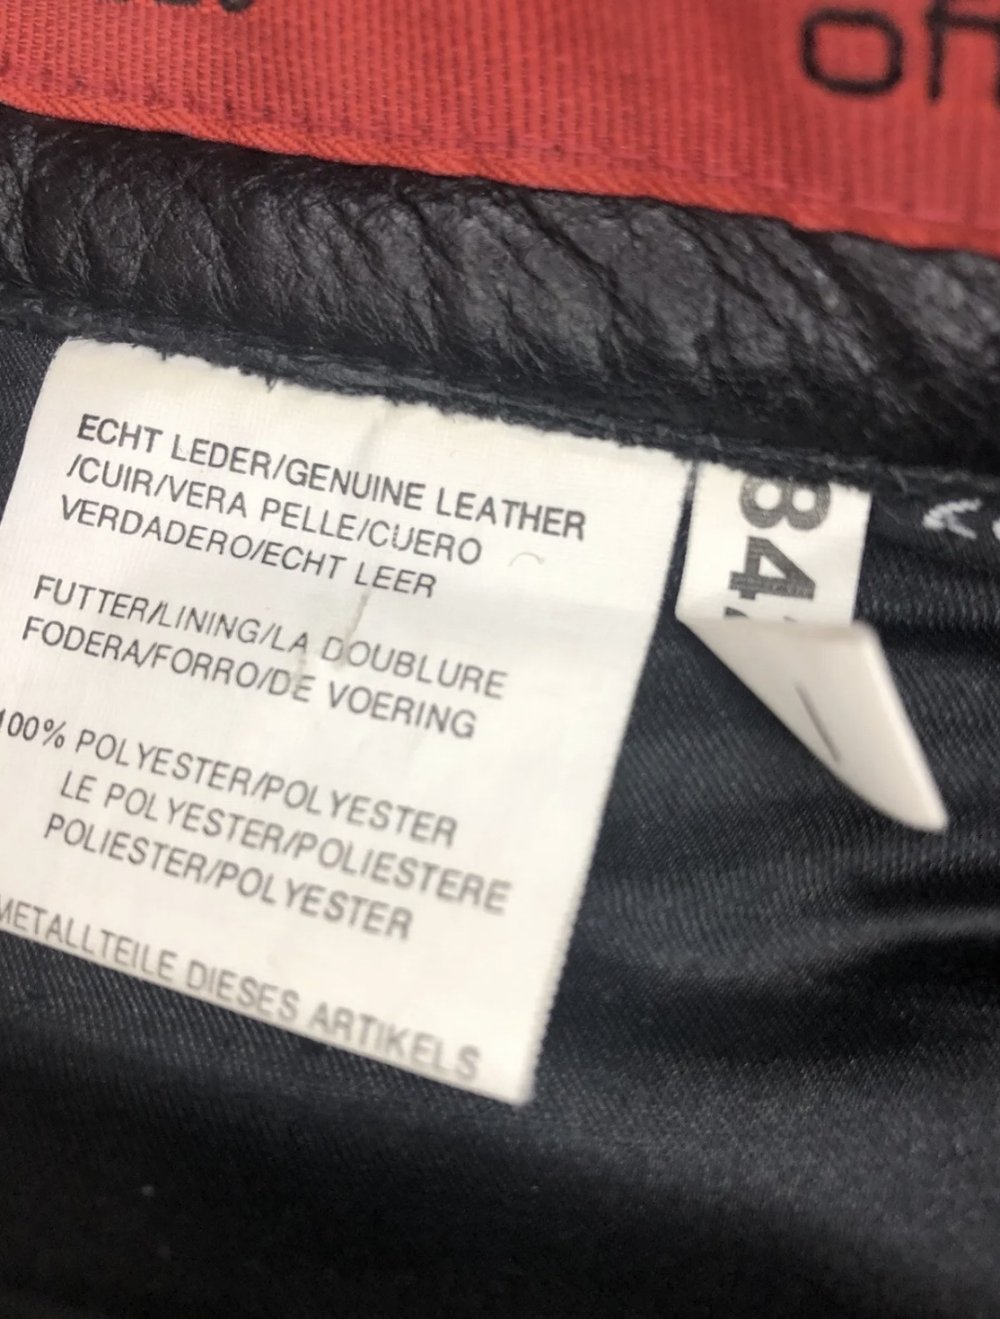 ECHT LEDER/GENUINE LEATHER
/CUIR/VERA PELLE/CUERO
VERDADERO/ECHT LEER
FUTTER/LINING/LA DOUBLURE
FODERA/FORRO/DE VOERING
100% POLYESTER/POLYESTER
LE POLYESTER/POLIESTERE
POLIESTER/POLYESTER
METALLTEILE DIESES ARTIKELS
84